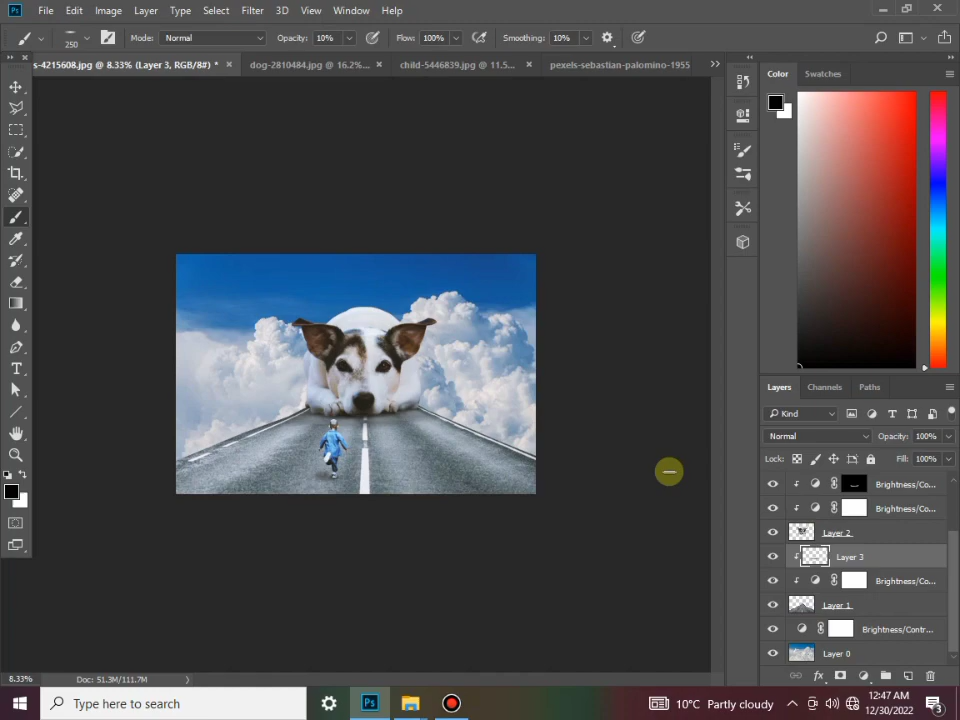 Ps File Edit Image Layer Type Select Filter 3D View Window Help
250 Mode: Normal Opacity: 10% Flow: 100% Smoothing: 10%
s-4215608.jpg @ 8.33% (Layer 3, RGB/8#) * dog-2810484.jpg @ 16.2%... child-5446839.jpg @ 11.5... pexels-sebastian-palomino-1955
Color Swatches
Layers Channels Paths
Kind
Normal Opacity: 100%
Lock: Fill: 100%
Brightness/Co...
Brightness/Co...
Layer 2
Layer 3
Brightness/Co...
Layer 1
Brightness/Contr...
Layer 0
8.33% Doc: 51.3M/111.7M
Type here to search Ps 10°C Partly cloudy 12:47 AM
12/30/2022 3